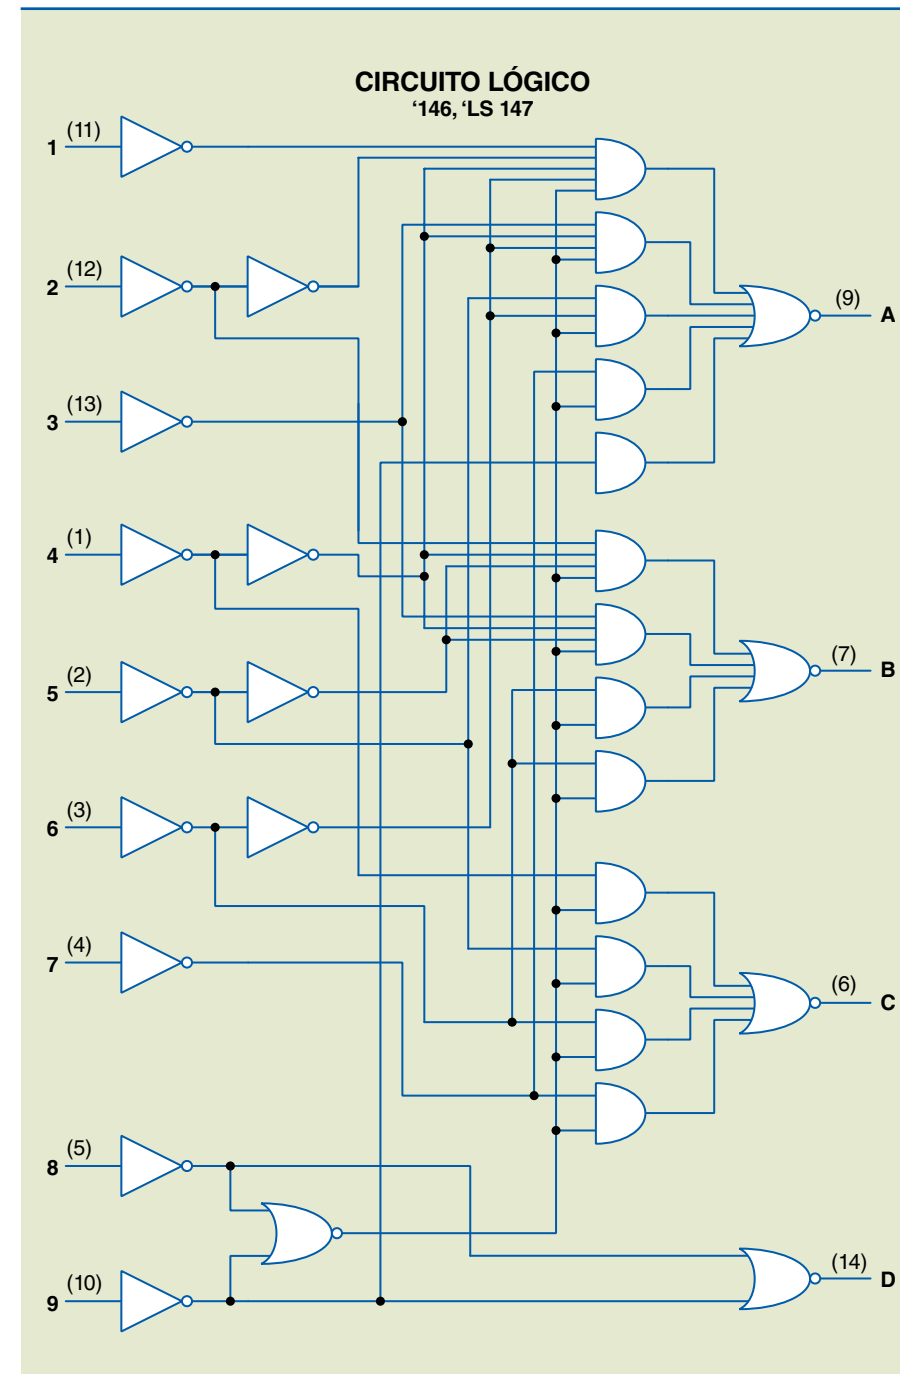 CIRCUITO LÓGICO
‘146, ‘LS 147
1 (11)
2 (12)
(9) A
3 (13)
4 (1)
5 (2)
(7) B
6 (3)
7 (4)
(6) C
8 (5)
9 (10)
(14) D